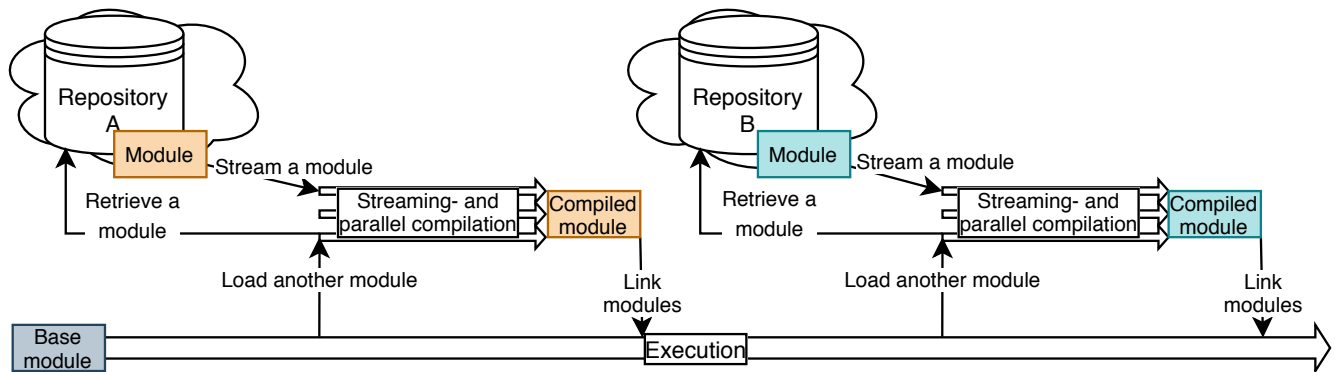 Repository
A
Module
Stream a module
Retrieve a
module
Streaming- and
parallel compilation
Compiled
module
Load another module
Link
modules
Repository
B
Module
Stream a module
Retrieve a
module
Streaming- and
parallel compilation
Compiled
module
Load another module
Link
modules
Base
module
Execution